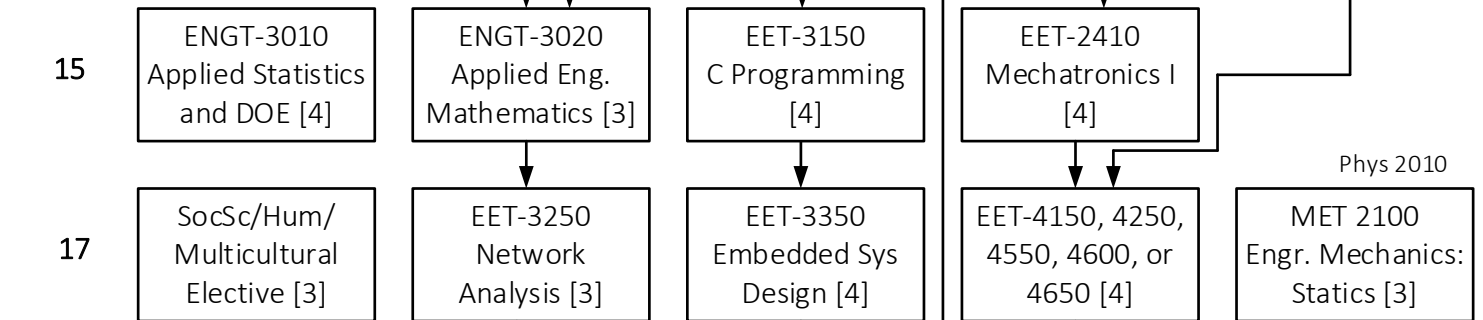 15
ENGT-3010
Applied Statistics
and DOE [4]
ENGT-3020
Applied Eng.
Mathematics [3]
EET-3150
C Programming
[4]
EET-2410
Mechatronics I
[4]
Phys 2010
17
SocSc/Hum/
Multicultural
Elective [3]
EET-3250
Network
Analysis [3]
EET-3350
Embedded Sys
Design [4]
EET-4150, 4250,
4550, 4600, or
4650 [4]
MET 2100
Engr. Mechanics:
Statics [3]